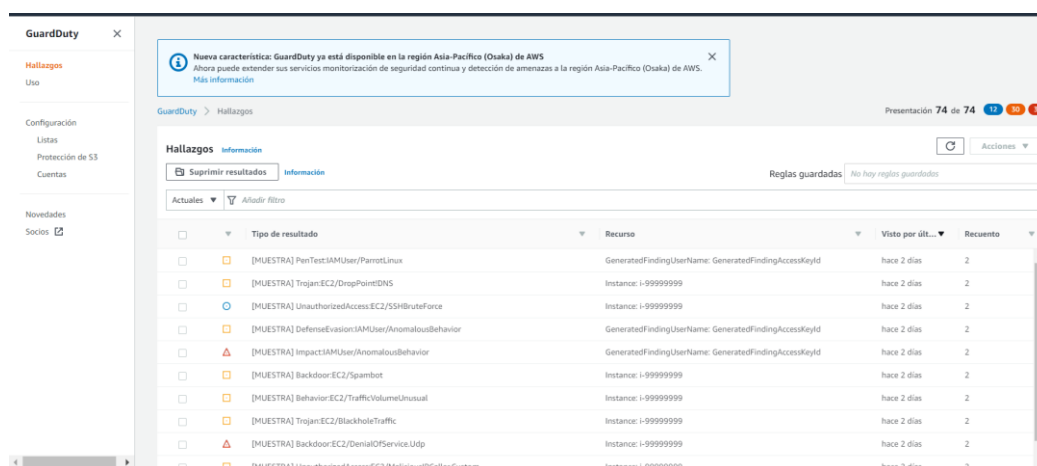 GuardDuty
Hallazgos
Uso
Configuración
Listas
Protección de S3
Cuentas
Novedades
Socios
Nueva característica: GuardDuty ya está disponible en la región Asia-Pacífico (Osaka) de AWS
Ahora puede extender sus servicios monitorización de seguridad continua y detección de amenazas a la región Asia-Pacífico (Osaka) de AWS.
Más información
GuardDuty > Hallazgos
Presentación 74 de 74 12 30
Hallazgos Información
Acciones
Suprimir resultados Información
Reglas guardadas No hay reglas guardadas
Actuales Añadir filtro
Tipo de resultado Recurso Visto por últ... Recuento
[MUESTRA] PenTest:IAMUser/ParrotLinux GeneratedFindingUserName: GeneratedFindingAccessKeyId hace 2 días 2
[MUESTRA] Trojan:EC2/DropPoint!DNS Instance: i-99999999 hace 2 días 2
[MUESTRA] UnauthorizedAccess:EC2/SSHBruteForce Instance: i-99999999 hace 2 días 2
[MUESTRA] DefenseEvasion:IAMUser/AnomalousBehavior GeneratedFindingUserName: GeneratedFindingAccessKeyId hace 2 días 2
[MUESTRA] Impact:IAMUser/AnomalousBehavior GeneratedFindingUserName: GeneratedFindingAccessKeyId hace 2 días 2
[MUESTRA] Backdoor:EC2/Spambot Instance: i-99999999 hace 2 días 2
[MUESTRA] Behavior:EC2/TrafficVolumeUnusual Instance: i-99999999 hace 2 días 2
[MUESTRA] Trojan:EC2/BlackholeTraffic Instance: i-99999999 hace 2 días 2
[MUESTRA] Backdoor:EC2/DenialOfService.Udp Instance: i-99999999 hace 2 días 2